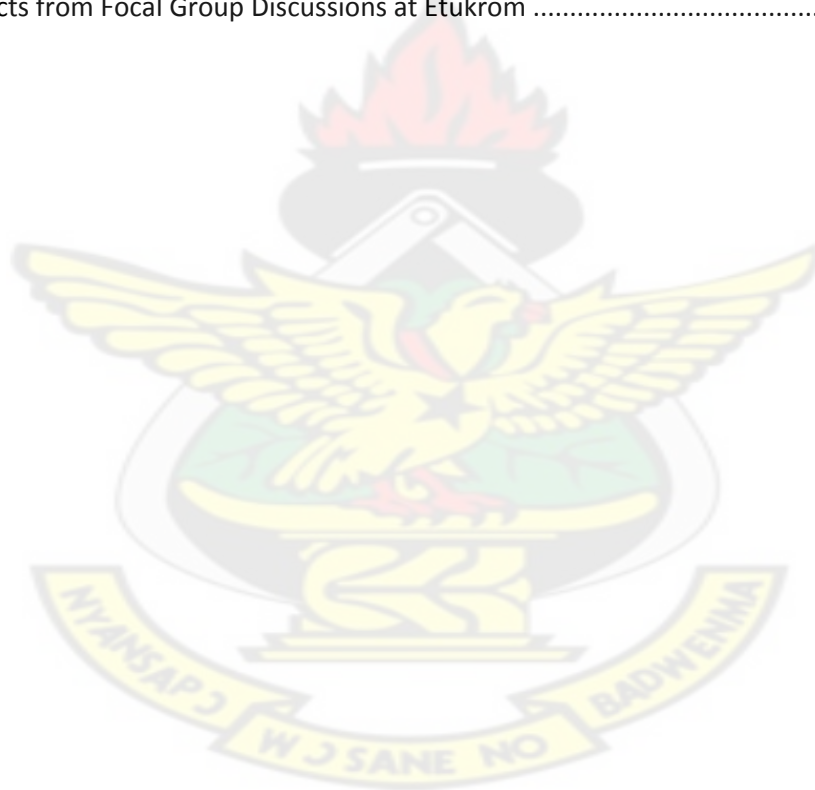 cts from Focal Group Discussions at Etukrom ....................................
NYANSAPƆ
WƆSANE NO
BADWENMA